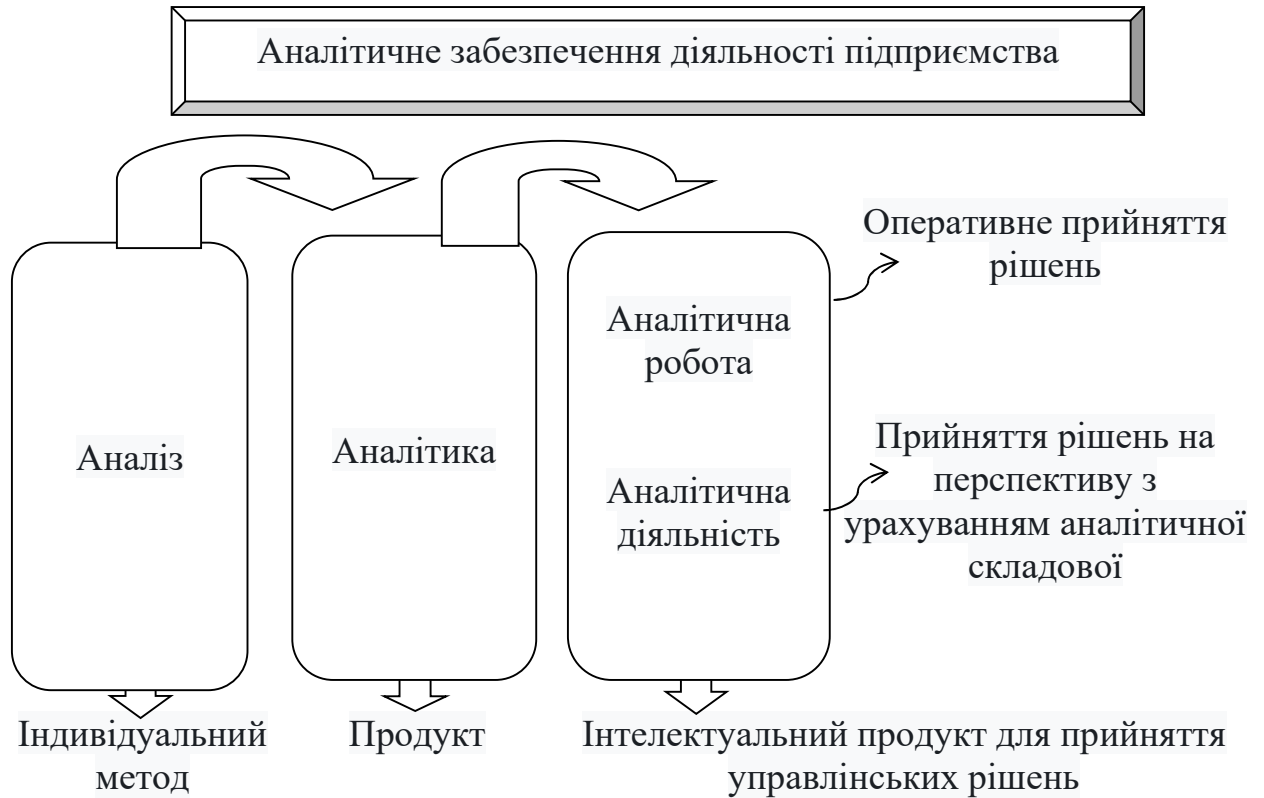 Аналітичне забезпечення діяльності підприємства
Оперативне прийняття
рішень
Аналітична
робота
Аналіз
Аналітика
Аналітична
діяльність
Прийняття рішень на
перспективу з
урахуванням аналітичної
складової
Індивідуальний
метод
Продукт
Інтелектуальний продукт для прийняття
управлінських рішень